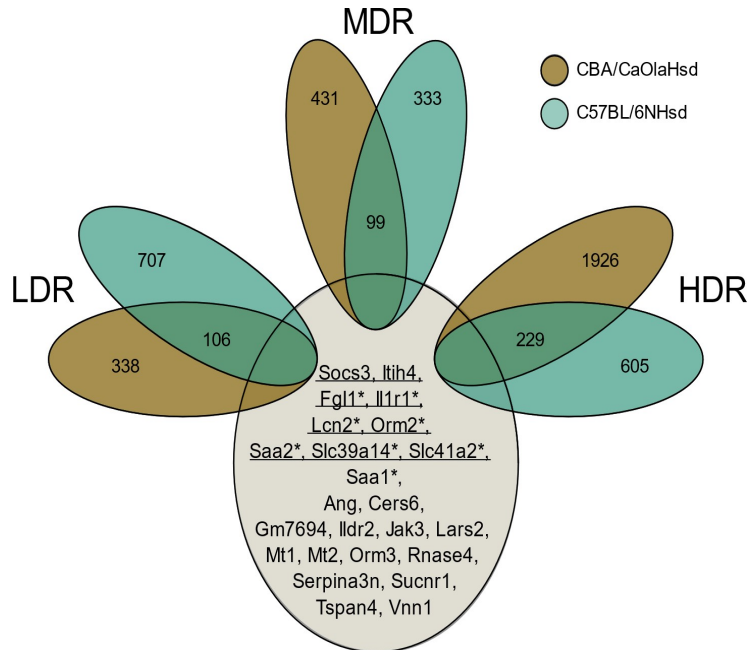 MDR
CBA/CaOlaHsd
C57BL/6NHsd
431
333
99
LDR
707
106
338
HDR
1926
229
605
Socs3, Itih4,
Fgl1*, Il1r1*,
Lcn2*, Orm2*,
Saa2*, Slc39a14*, Slc41a2*,
Saa1*,
Ang, Cers6,
Gm7694, Ildr2, Jak3, Lars2,
Mt1, Mt2, Orm3, Rnase4,
Serpina3n, Sucnr1,
Tspan4, Vnn1